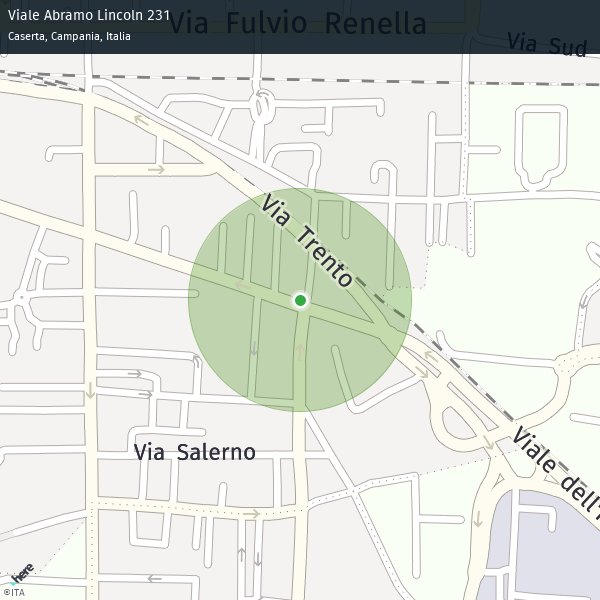 Viale Abramo Lincoln 231
Caserta, Campania, Italia
Via Fulvio Renella
Via Sud
Via Trento
Via Salerno
Viale dell'
here
©ITA